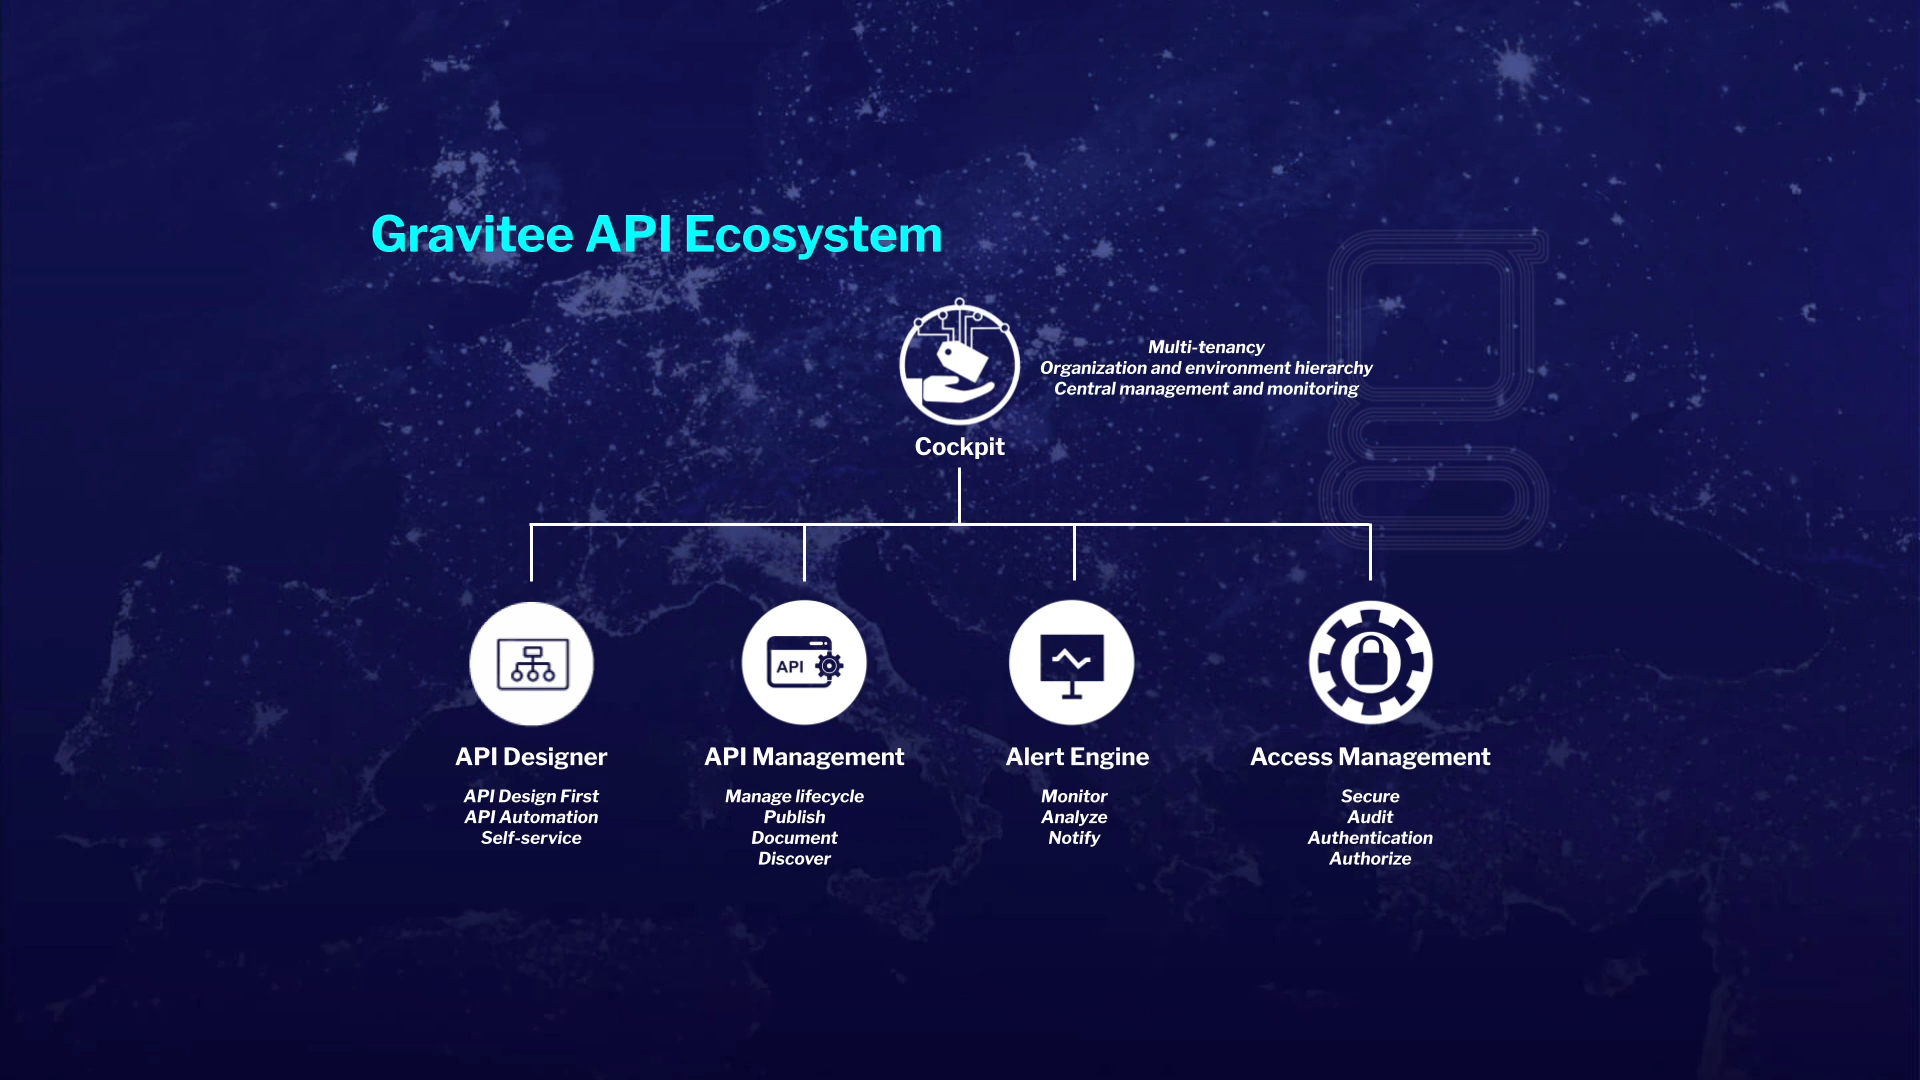 Gravitee API Ecosystem
Multi-tenancy
Organization and environment hierarchy
Central management and monitoring
Cockpit
API
API Designer
API Design First
API Automation
Self-service
API Management
Manage lifecycle
Publish
Document
Discover
Alert Engine
Monitor
Analyze
Notify
Access Management
Secure
Audit
Authentication
Authorize